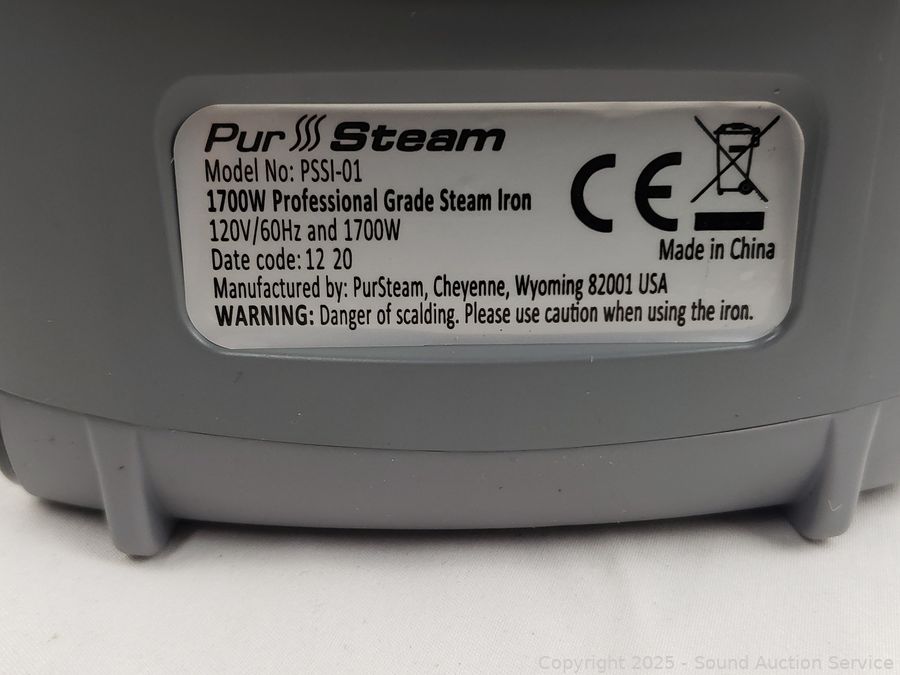 Pur Steam
Model No: PSSI-01
1700W Professional Grade Steam Iron
120V/60Hz and 1700W
Date code: 12 20
Manufactured by: PurSteam, Cheyenne, Wyoming 82001 USA
WARNING: Danger of scalding. Please use caution when using the iron.
CE
Made in China
Copyright 2025 - Sound Auction Service